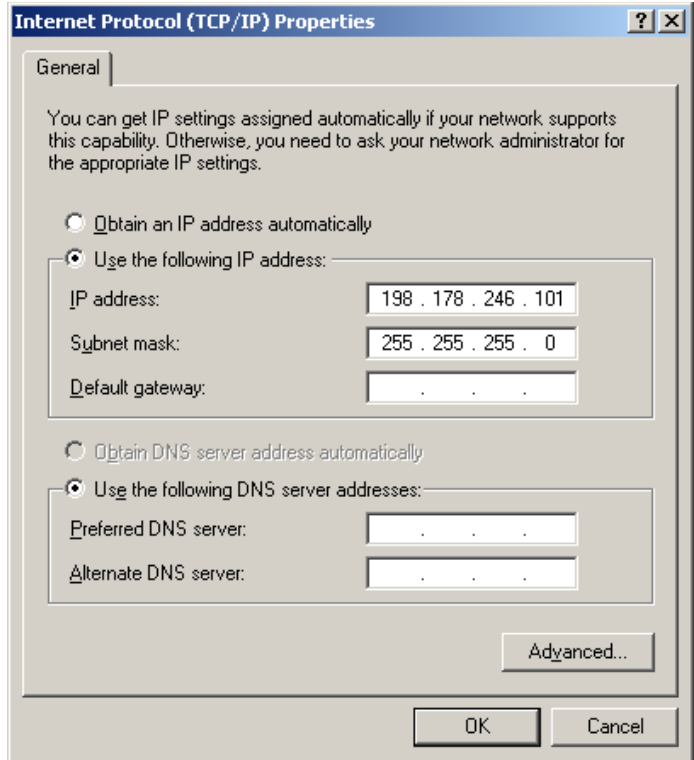 Internet Protocol (TCP/IP) Properties
General
You can get IP settings assigned automatically if your network supports
this capability. Otherwise, you need to ask your network administrator for
the appropriate IP settings.
Obtain an IP address automatically
Use the following IP address:
IP address: 198 . 178 . 246 . 101
Subnet mask: 255 . 255 . 255 . 0
Default gateway: . . .
Obtain DNS server address automatically
Use the following DNS server addresses:
Preferred DNS server: . . .
Alternate DNS server: . . .
Advanced...
OK Cancel